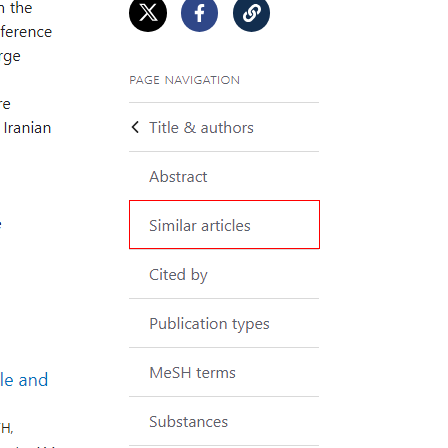 n the
ference
rge
re
Iranian
PAGE NAVIGATION
Title & authors
Abstract
Similar articles
Cited by
Publication types
MeSH terms
Substances
le and
H,